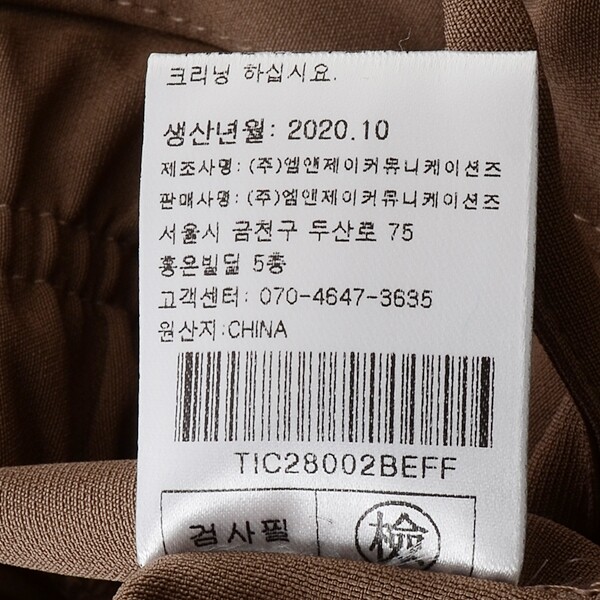 크리닝 하십시요.
생산년월: 2020.10
제조사명: (주)엠앤제이커뮤니케이션즈
판매사명: (주)엠앤제이커뮤니케이션즈
서울시 금천구 두산로 75
홍은빌딜 5층
고객센터: 070-4647-3635
원산지:CHINA
TIC28002BEFF
검사필 檢